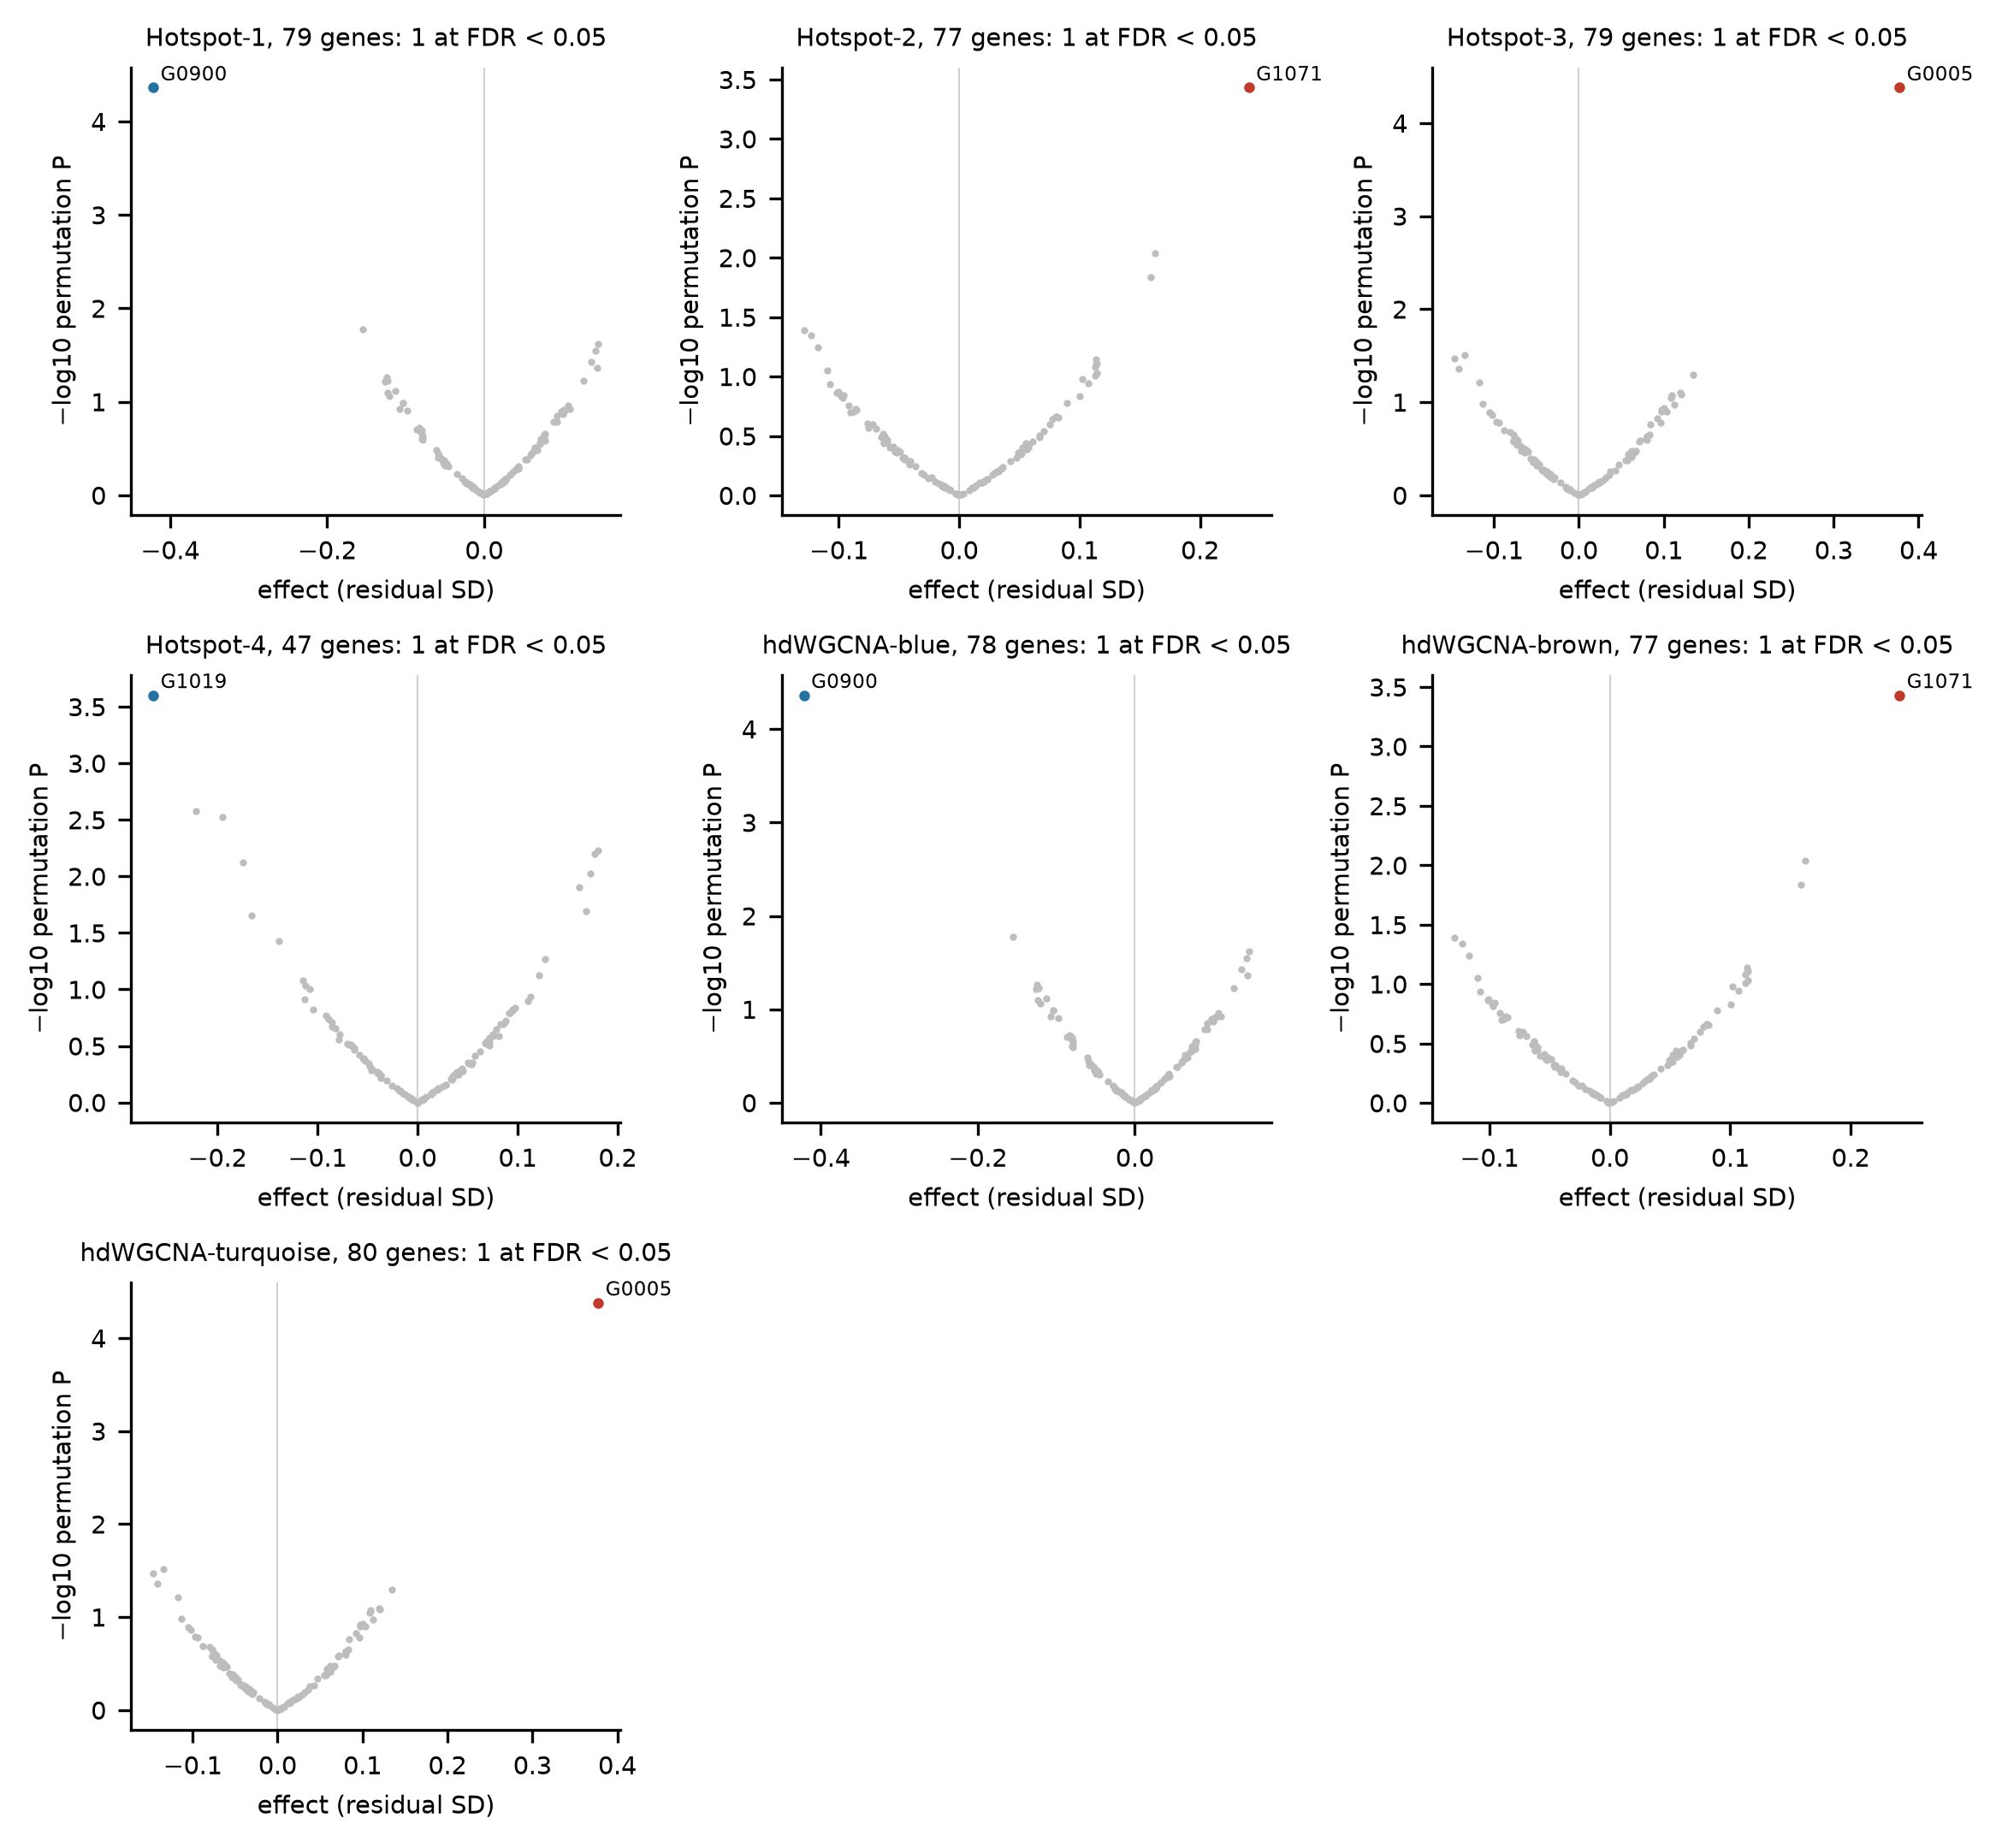 Hotspot-1, 79 genes: 1 at FDR < 0.05
G0900
−log10 permutation P
4
3
2
1
0
−0.4 −0.2 0.0
effect (residual SD)
Hotspot-2, 77 genes: 1 at FDR < 0.05
G1071
−log10 permutation P
3.5
3.0
2.5
2.0
1.5
1.0
0.5
0.0
−0.1 0.0 0.1 0.2
effect (residual SD)
Hotspot-3, 79 genes: 1 at FDR < 0.05
G0005
−log10 permutation P
4
3
2
1
0
−0.1 0.0 0.1 0.2 0.3 0.4
effect (residual SD)
Hotspot-4, 47 genes: 1 at FDR < 0.05
G1019
−log10 permutation P
3.5
3.0
2.5
2.0
1.5
1.0
0.5
0.0
−0.2 −0.1 0.0 0.1 0.2
effect (residual SD)
hdWGCNA-blue, 78 genes: 1 at FDR < 0.05
G0900
−log10 permutation P
4
3
2
1
0
−0.4 −0.2 0.0
effect (residual SD)
hdWGCNA-brown, 77 genes: 1 at FDR < 0.05
G1071
−log10 permutation P
3.5
3.0
2.5
2.0
1.5
1.0
0.5
0.0
−0.1 0.0 0.1 0.2
effect (residual SD)
hdWGCNA-turquoise, 80 genes: 1 at FDR < 0.05
G0005
−log10 permutation P
4
3
2
1
0
−0.1 0.0 0.1 0.2 0.3 0.4
effect (residual SD)